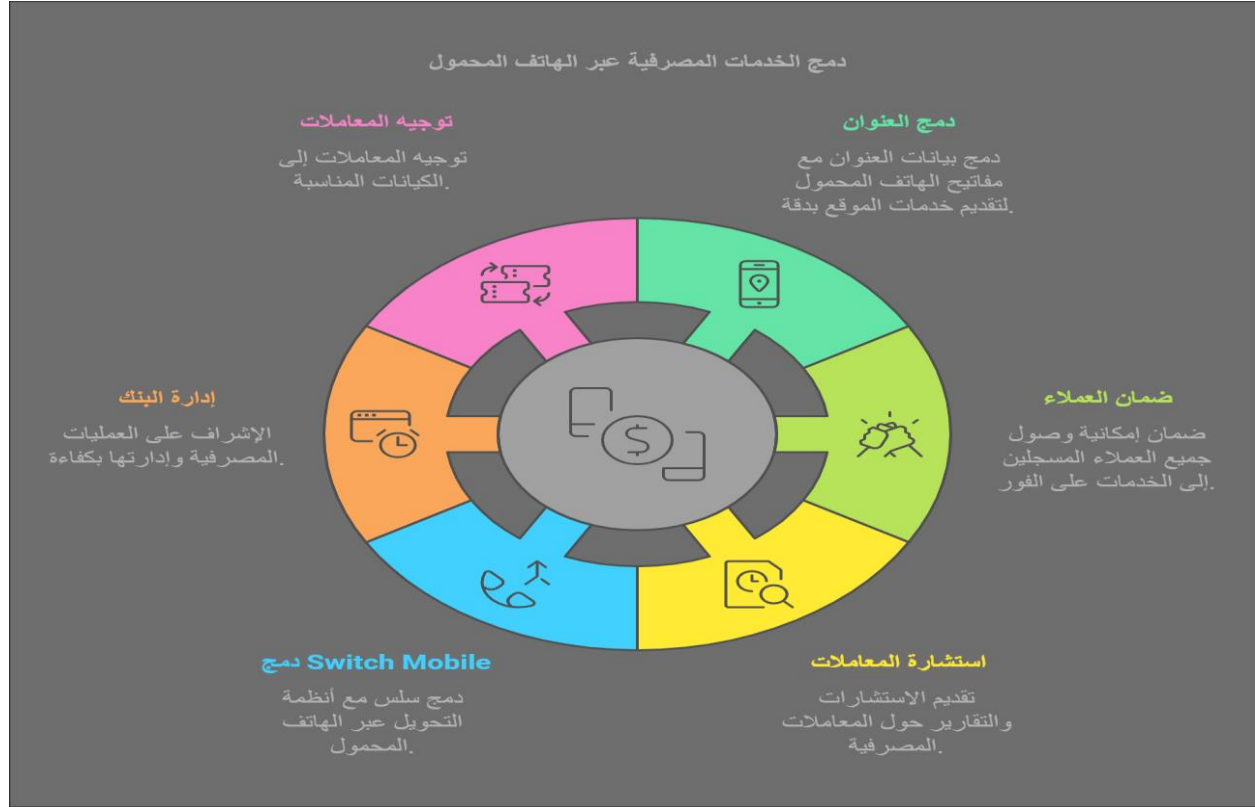 دمج الخدمات المصرفية عبر الهاتف المحمول
دمج العنوان
دمج بيانات العنوان مع
مفاتيح الهاتف المحمول
لتقديم خدمات الموقع بدقة.
توجيه المعاملات
توجيه المعاملات إلى
الكيانات المناسبة.
ضمان العملاء
ضمان إمكانية وصول
جميع العملاء المسجلين
إلى الخدمات على الفور.
إدارة البنك
الإشراف على العمليات
المصرفية وإدارتها بكفاءة.
استشارة المعاملات
تقديم الاستشارات
والتقارير حول المعاملات
المصرفية.
دمج Switch Mobile
دمج سلس مع أنظمة
التحويل عبر الهاتف
المحمول.
$